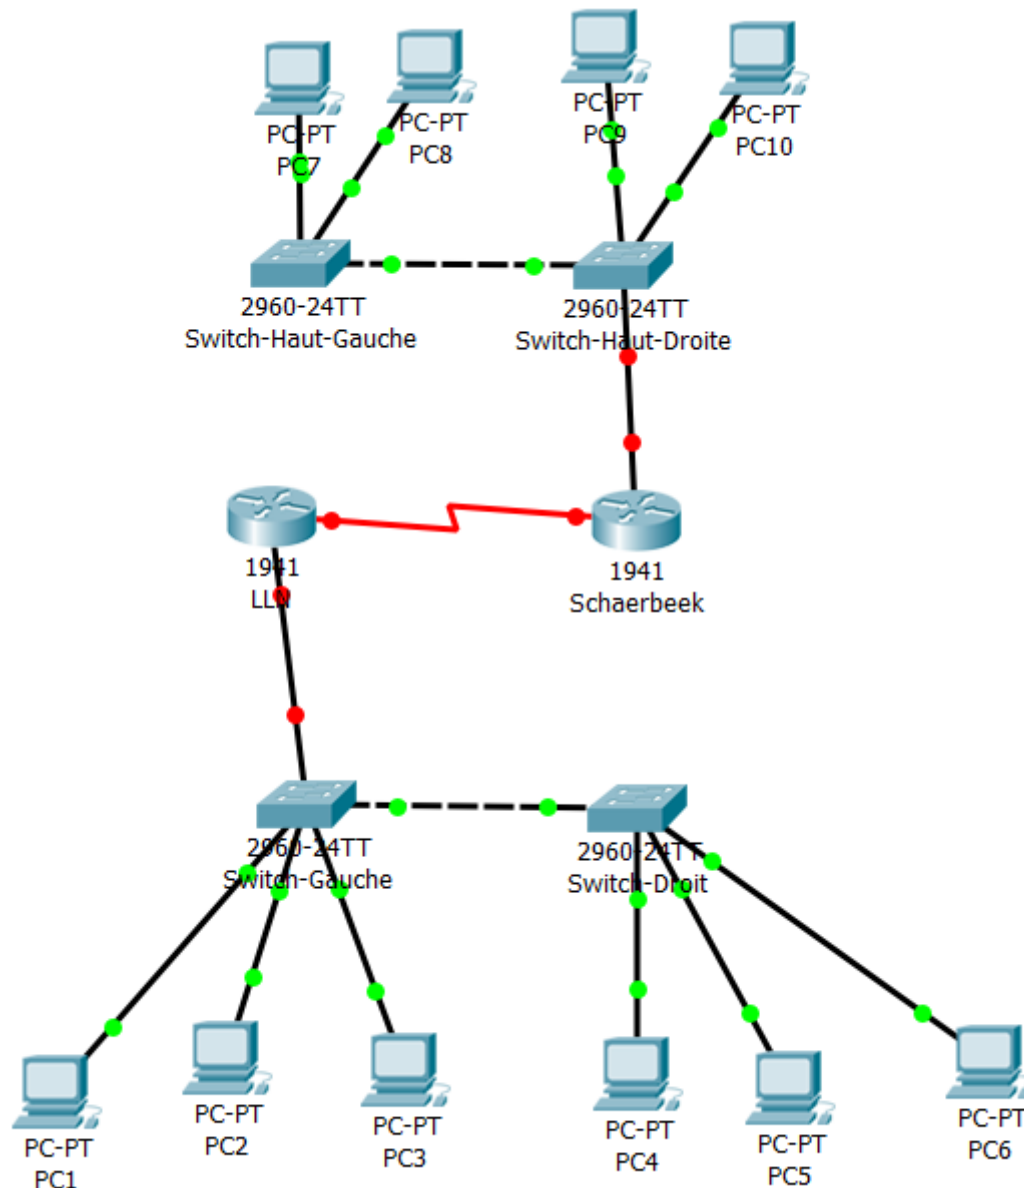 PC-PT
PC7
PC-PT
PC8
PC-PT
PC9
PC-PT
PC10
2960-24TT
Switch-Haut-Gauche
2960-24TT
Switch-Haut-Droite
1941
LLN
1941
Schaerbeek
2960-24TT
Switch-Gauche
2960-24TT
Switch-Droit
PC-PT
PC1
PC-PT
PC2
PC-PT
PC3
PC-PT
PC4
PC-PT
PC5
PC-PT
PC6